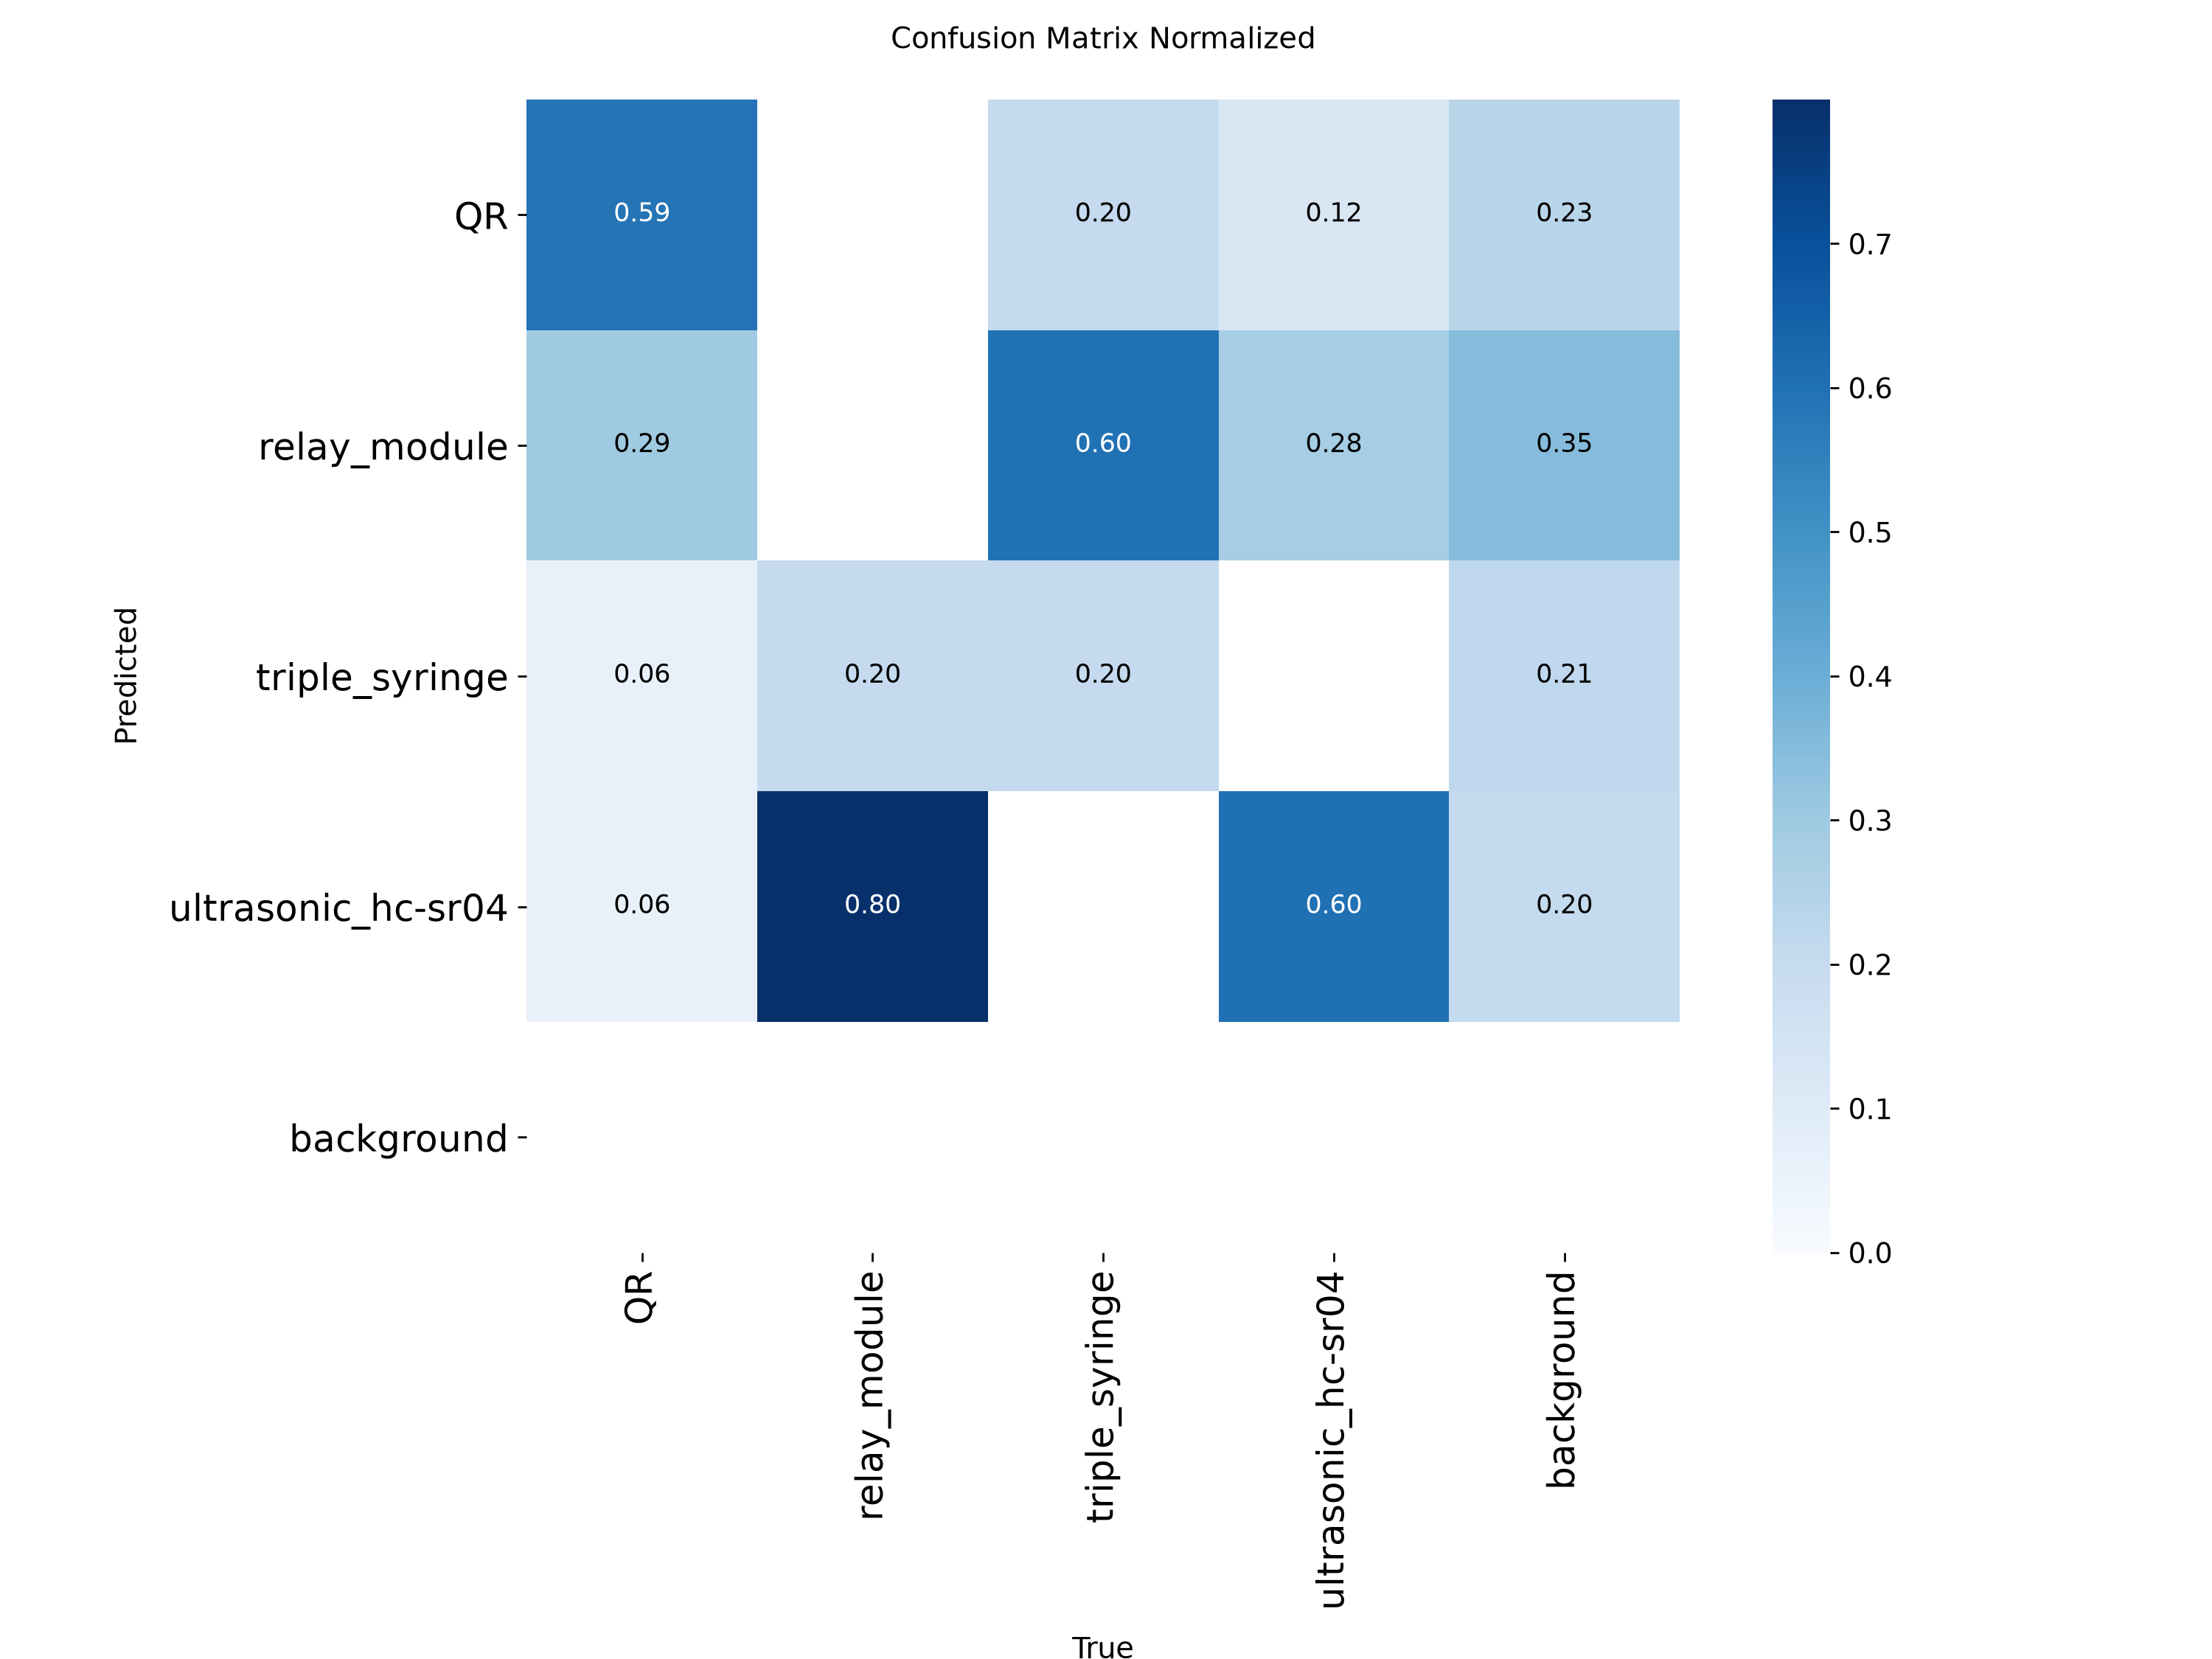 Confusion Matrix Normalized
QR
0.59
0.20
0.12
0.23
relay_module
0.29
0.60
0.28
0.35
triple_syringe
0.06
0.20
0.20
0.21
ultrasonic_hc-sr04
0.06
0.80
0.60
0.20
background
Predicted
QR
relay_module
triple_syringe
ultrasonic_hc-sr04
background
True
0.7
0.6
0.5
0.4
0.3
0.2
0.1
0.0